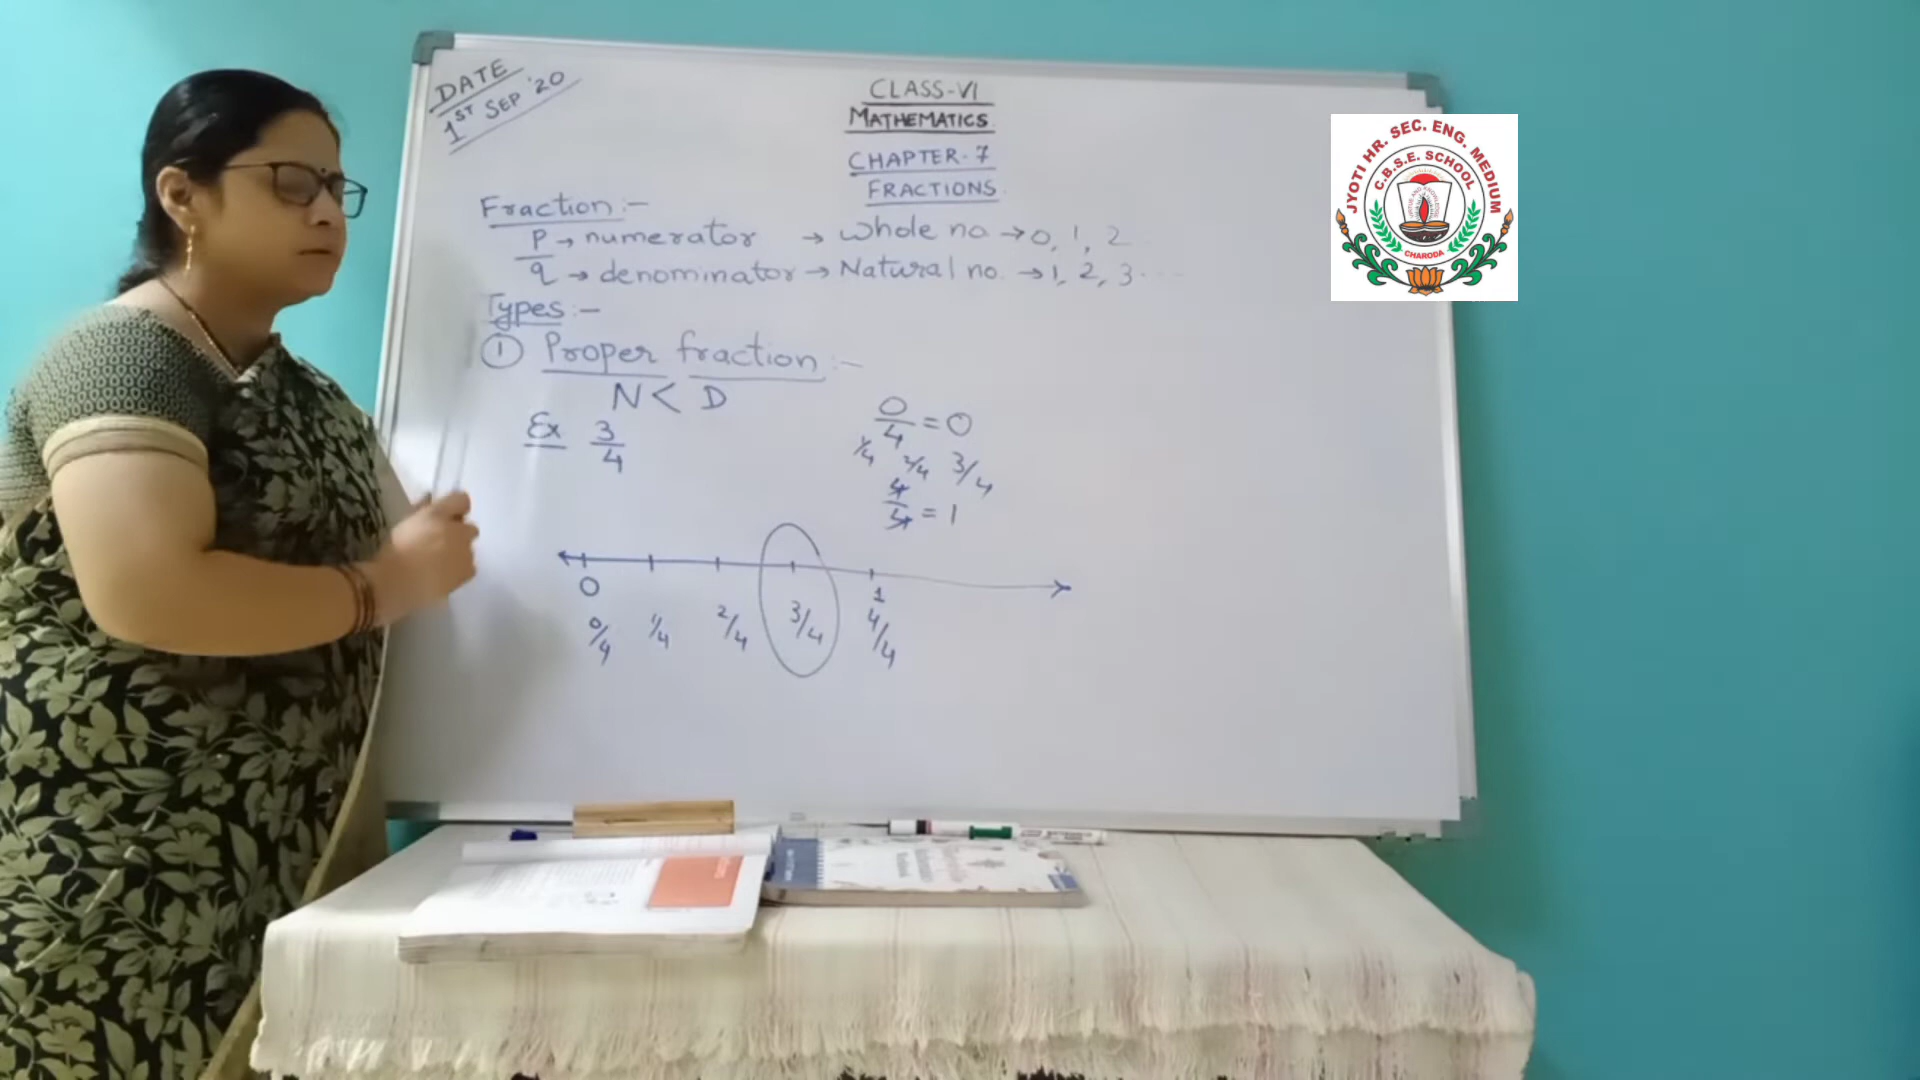 DATE
1ST SEP '20
CLASS-VI
MATHEMATICS
CHAPTER-7
FRACTIONS
Fraction :-
p → numerator → Whole no → 0, 1, 2
q → denominator → Natural no. → 1, 2, 3 ....
Types :-
① Proper fraction :-
N < D
Ex 3/4
0/4 = 0
1/4 2/4 3/4
4/4 = 1
0 1
0/4 1/4 2/4 3/4 4/4
JYOTI HR. SEC. ENG. MEDIUM
C.B.S.E. SCHOOL
CHARODA